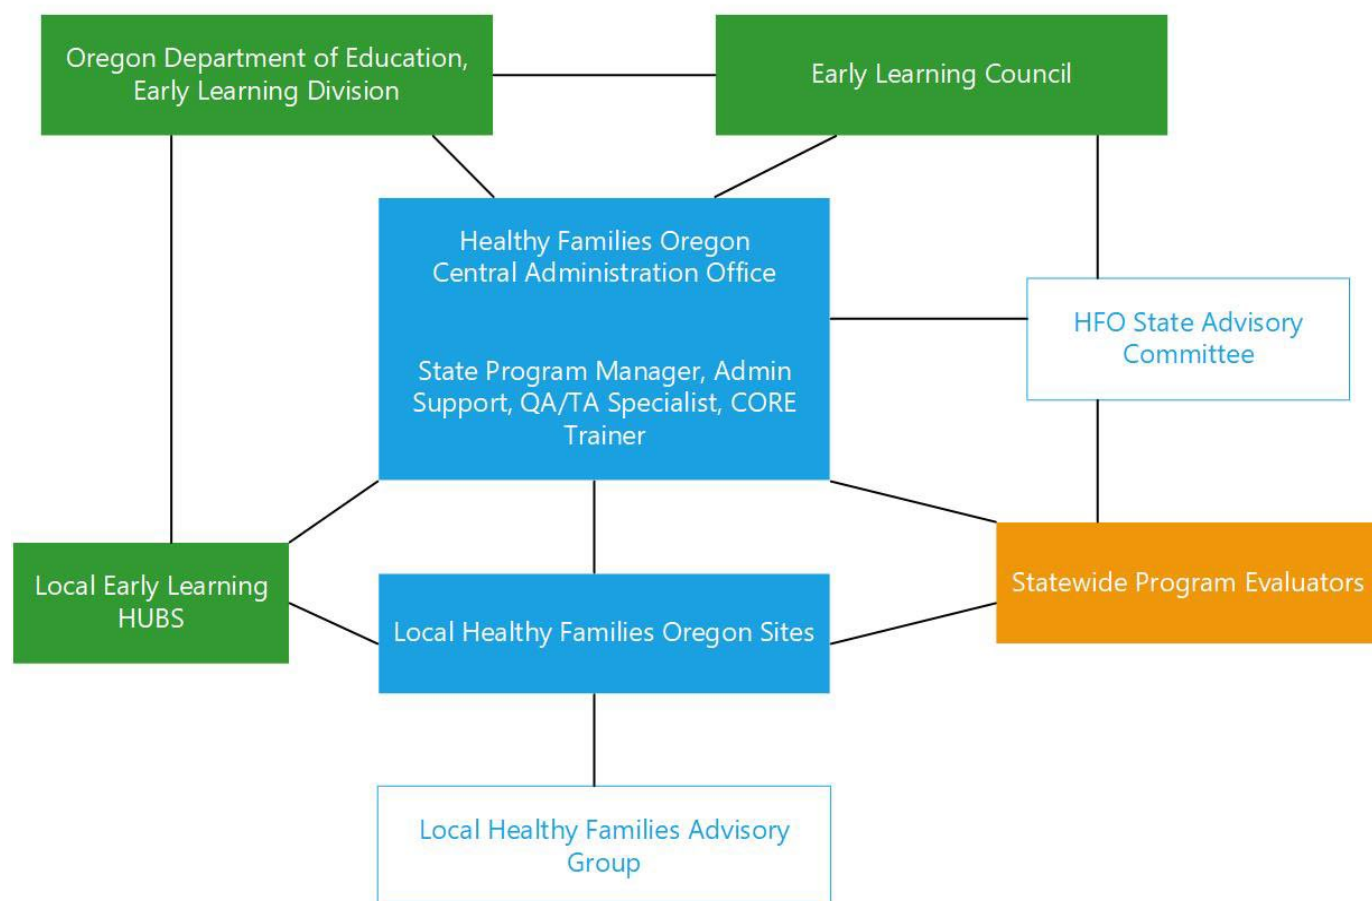 Oregon Department of Education,
Early Learning Division
Early Learning Council
Healthy Families Oregon
Central Administration Office
State Program Manager, Admin
Support, QA/TA Specialist, CORE
Trainer
HFO State Advisory
Committee
Local Early Learning
HUBS
Local Healthy Families Oregon Sites
Statewide Program Evaluators
Local Healthy Families Advisory
Group